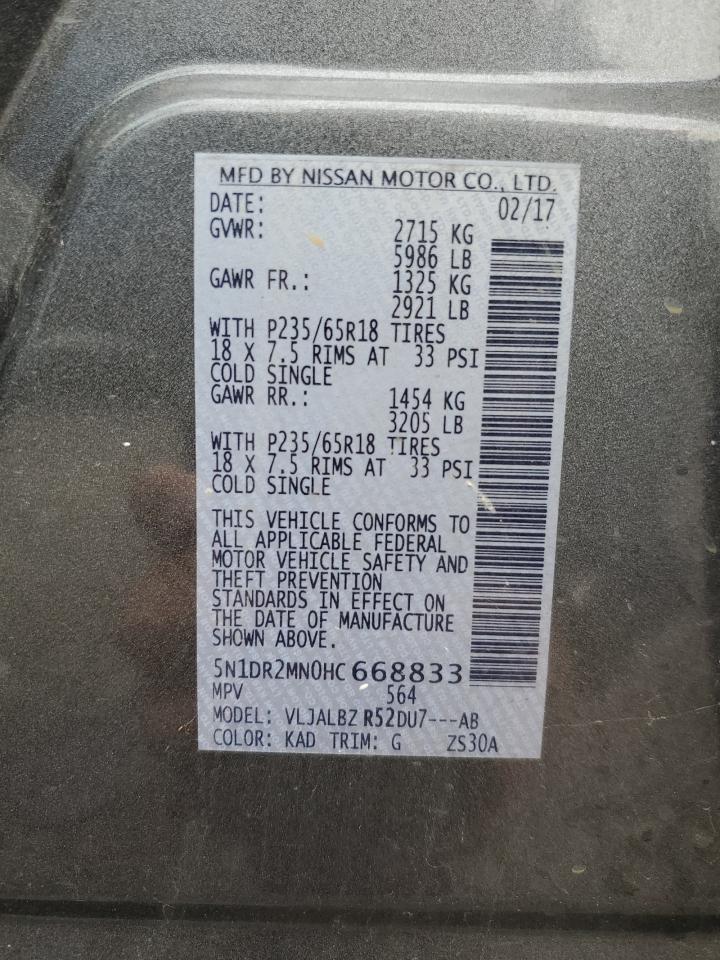 MFD BY NISSAN MOTOR CO., LTD.
DATE: 02/17
GVWR: 2715 KG
5986 LB
GAWR FR.: 1325 KG
2921 LB
WITH P235/65R18 TIRES
18 X 7.5 RIMS AT 33 PSI
COLD SINGLE
GAWR RR.: 1454 KG
3205 LB
WITH P235/65R18 TIRES
18 X 7.5 RIMS AT 33 PSI
COLD SINGLE
THIS VEHICLE CONFORMS TO
ALL APPLICABLE FEDERAL
MOTOR VEHICLE SAFETY AND
THEFT PREVENTION
STANDARDS IN EFFECT ON
THE DATE OF MANUFACTURE
SHOWN ABOVE.
5N1DR2MN0HC668833
MPV 564
MODEL: VLJALBZ R52DU7---AB
COLOR: KAD TRIM: G ZS30A